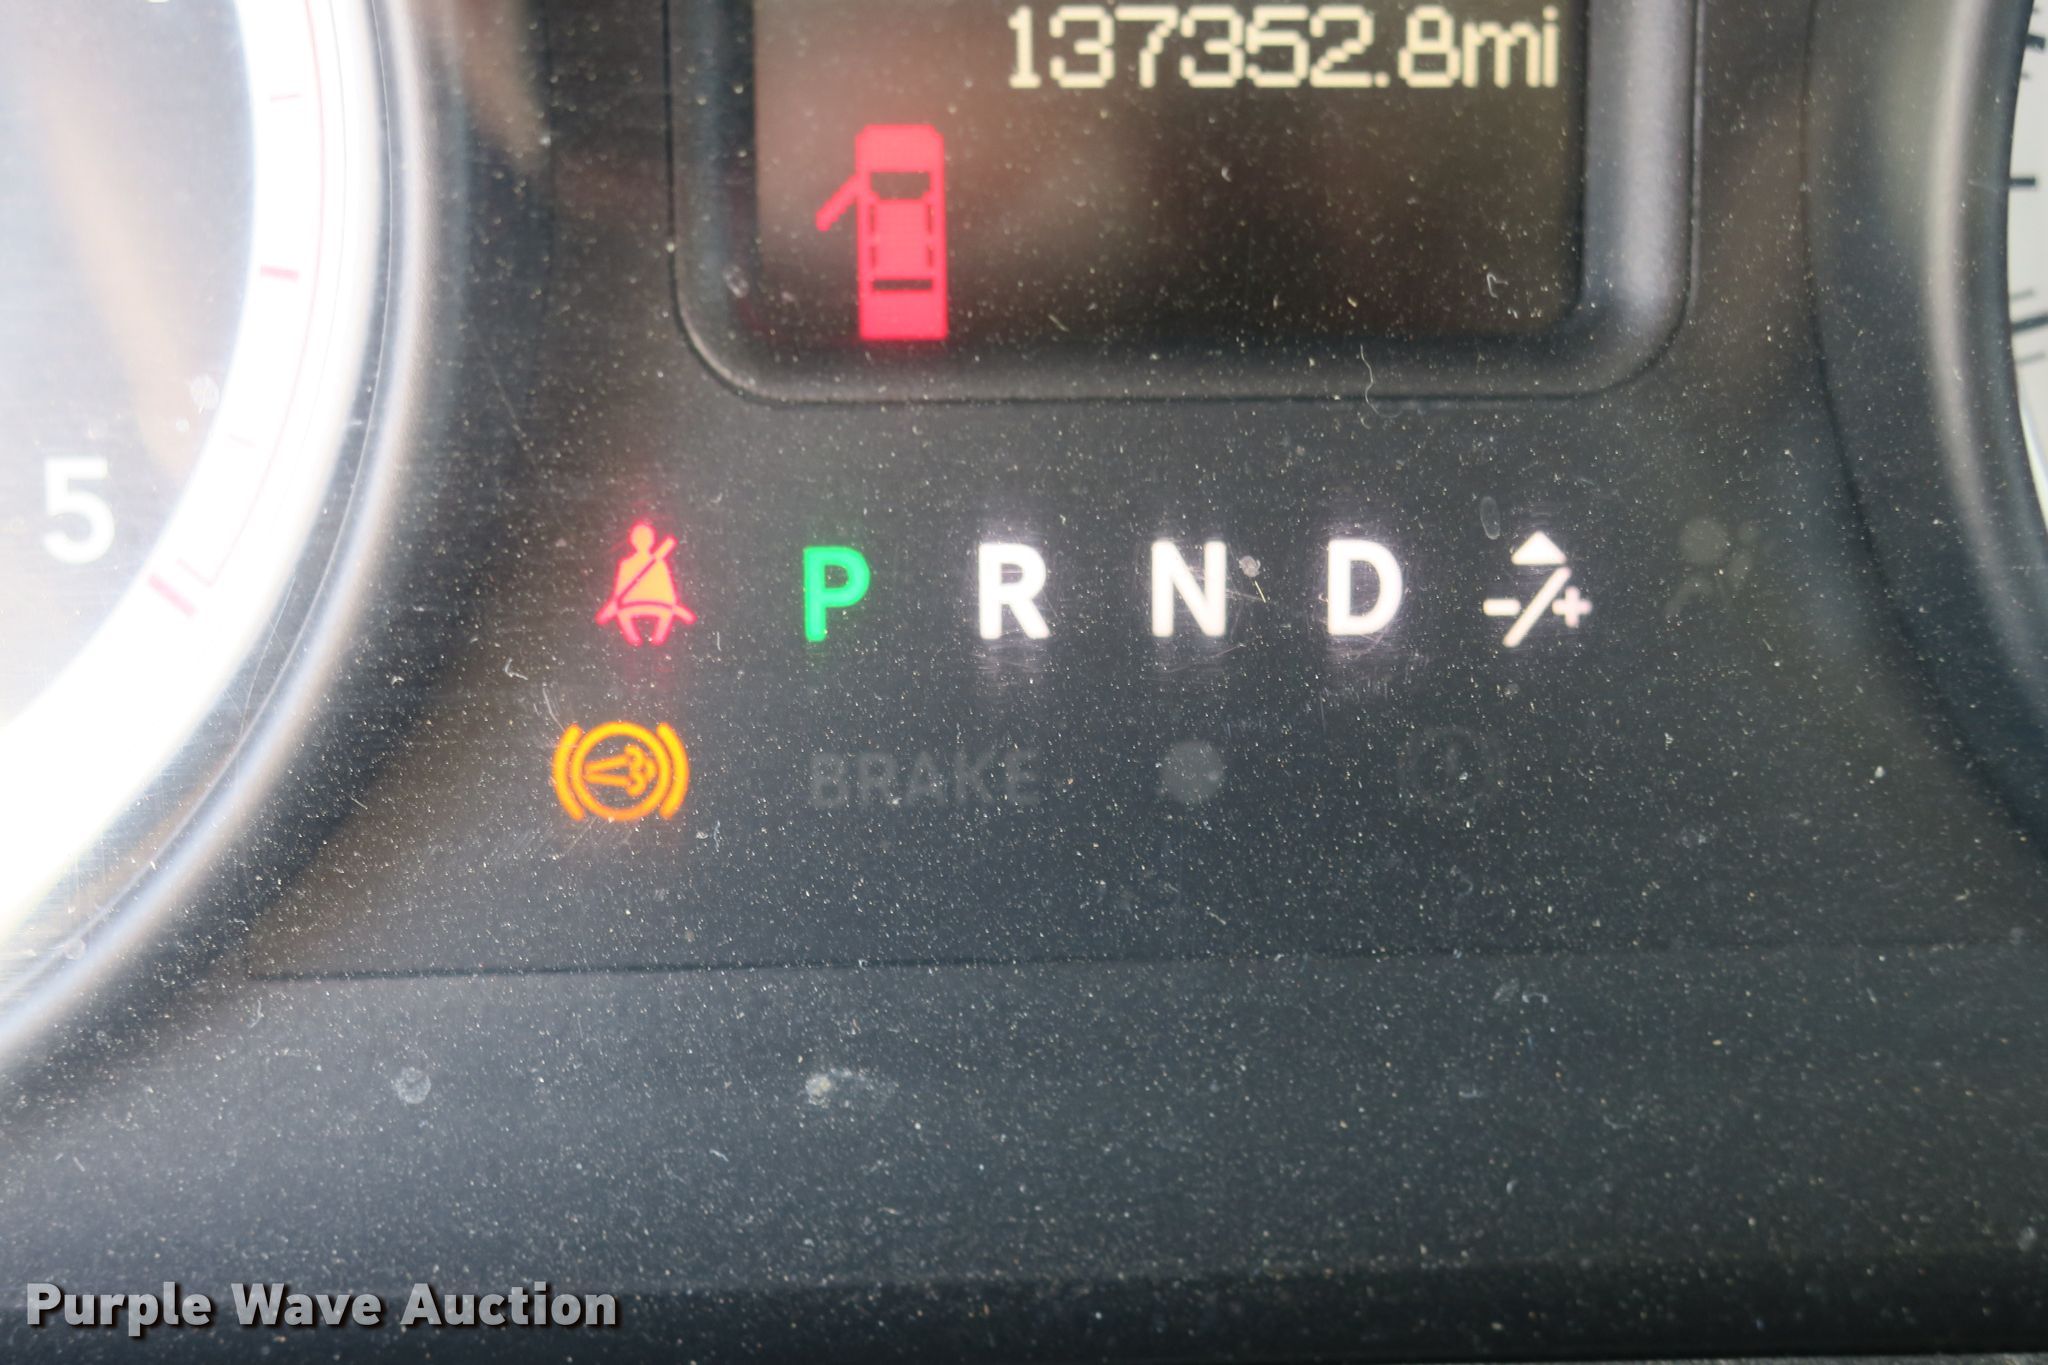 137352.8mi
5
P R N D -/+
BRAKE
Purple Wave Auction